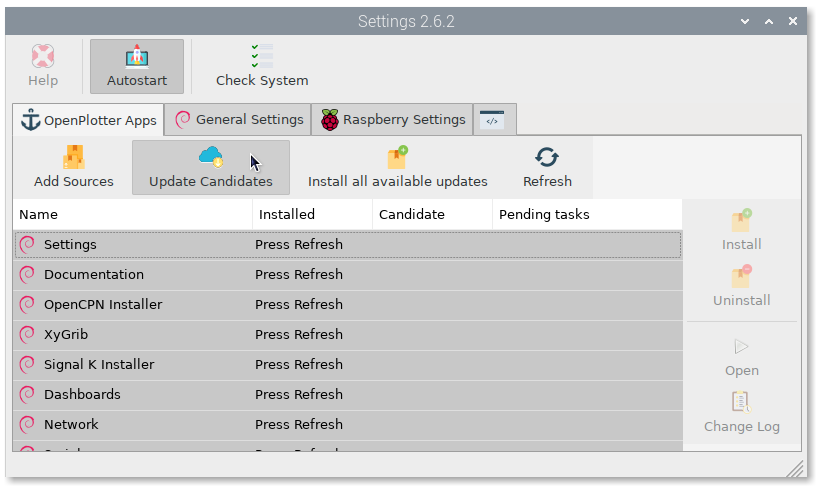 Settings 2.6.2
Help Autostart Check System
OpenPlotter Apps General Settings Raspberry Settings </>
Add Sources Update Candidates Install all available updates Refresh
Name Installed Candidate Pending tasks
Settings Press Refresh
Documentation Press Refresh
OpenCPN Installer Press Refresh
XyGrib Press Refresh
Signal K Installer Press Refresh
Dashboards Press Refresh
Network Press Refresh
Install
Uninstall
Open
Change Log